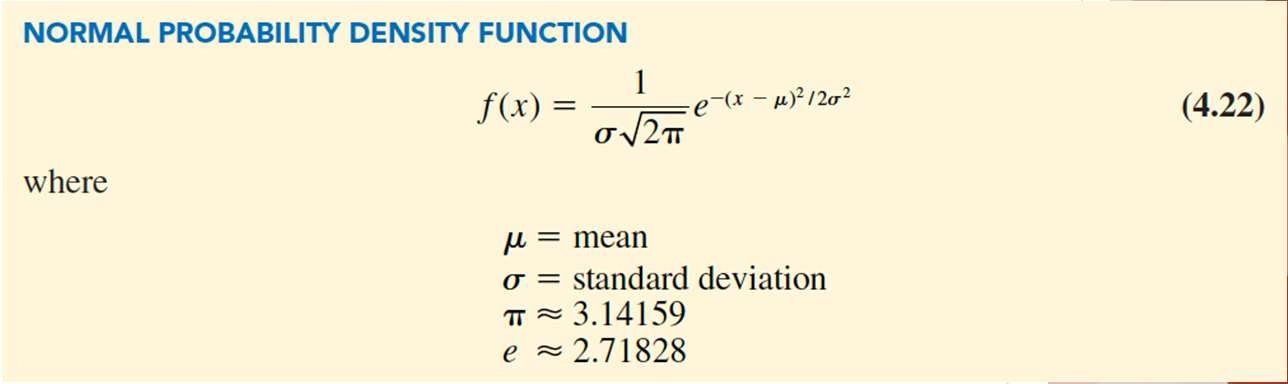 NORMAL PROBABILITY DENSITY FUNCTION
f(x) = 1/(σ√2π) e^−(x − μ)²/2σ² (4.22)
where
μ = mean
σ = standard deviation
π ≈ 3.14159
e ≈ 2.71828